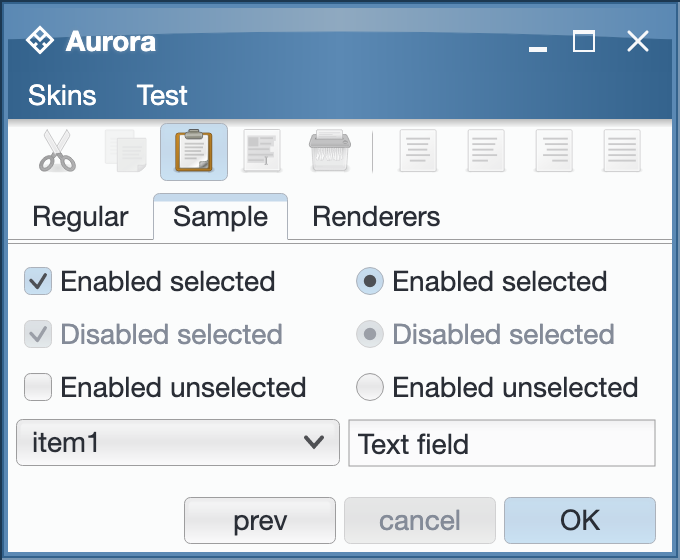 Aurora
Skins Test
Regular Sample Renderers
Enabled selected Enabled selected
Disabled selected Disabled selected
Enabled unselected Enabled unselected
item1 Text field
prev cancel OK